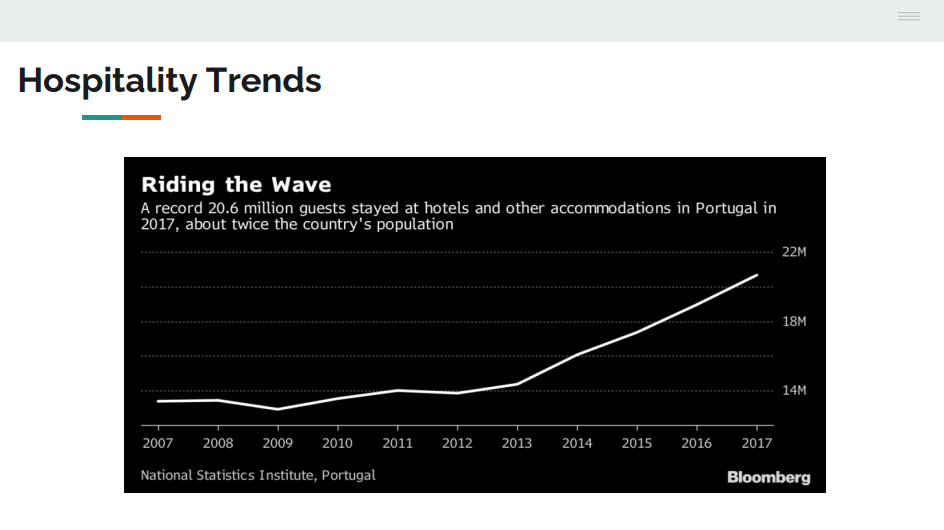 Hospitality Trends
Riding the Wave
A record 20.6 million guests stayed at hotels and other accommodations in Portugal in
2017, about twice the country's population
22M
18M
14M
2007 2008 2009 2010 2011 2012 2013 2014 2015 2016 2017
National Statistics Institute, Portugal
Bloomberg